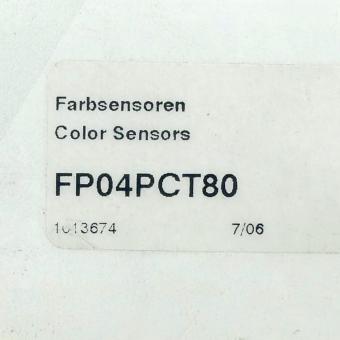 Farbsensoren
Color Sensors
FP04PCT80
1013674 7/06